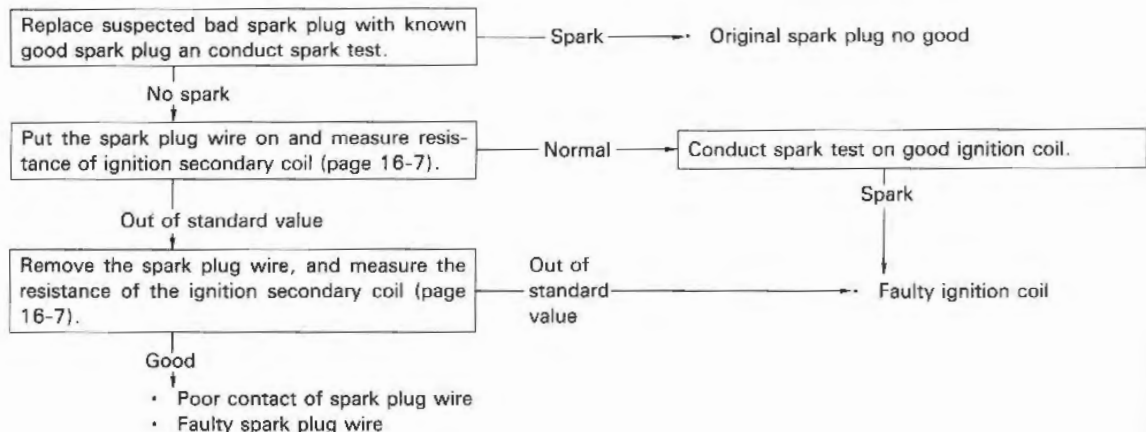 Replace suspected bad spark plug with known
good spark plug an conduct spark test.
Spark
· Original spark plug no good
No spark
Put the spark plug wire on and measure resis-
tance of ignition secondary coil (page 16-7).
Normal
Conduct spark test on good ignition coil.
Spark
Out of standard value
Remove the spark plug wire, and measure the
resistance of the ignition secondary coil (page
16-7).
Out of
standard
value
· Faulty ignition coil
Good
· Poor contact of spark plug wire
· Faulty spark plug wire